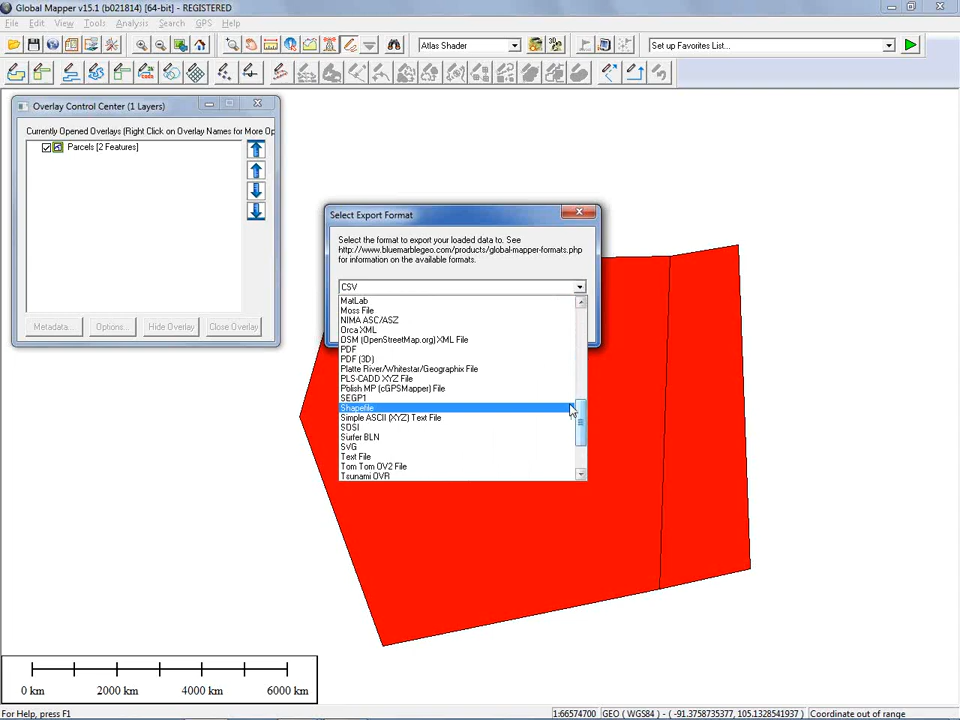 Global Mapper v15.1 (b021814) [64-bit] - REGISTERED
File Edit View Tools Analysis Search GPS Help
Atlas Shader
3D
Set up Favorites List...
Overlay Control Center (1 Layers)
Currently Opened Overlays (Right Click on Overlay Names for More Op
Parcels [2 Features]
Metadata...
Options...
Hide Overlay
Close Overlay
Select Export Format
Select the format to export your loaded data to. See
http://www.bluemarblegeo.com/products/global-mapper-formats.php
for information on the available formats.
CSV
MatLab
Moss File
NIMA ASC/ASZ
Orca XML
OSM (OpenStreetMap.org) XML File
PDF
PDF (3D)
Platte River/Whitestar/Geographix File
PLS-CADD XYZ File
Polish MP (cGPSMapper) File
SEGP1
Shapefile
Simple ASCII (XYZ) Text File
SOSI
Surfer BLN
SVG
Text File
Tom Tom OV2 File
Tsunami OVR
0 km 2000 km 4000 km 6000 km
For Help, press F1
1:66574700 GEO ( WGS84 ) - ( -91.3758735377, 105.1328541937 ) Coordinate out of range